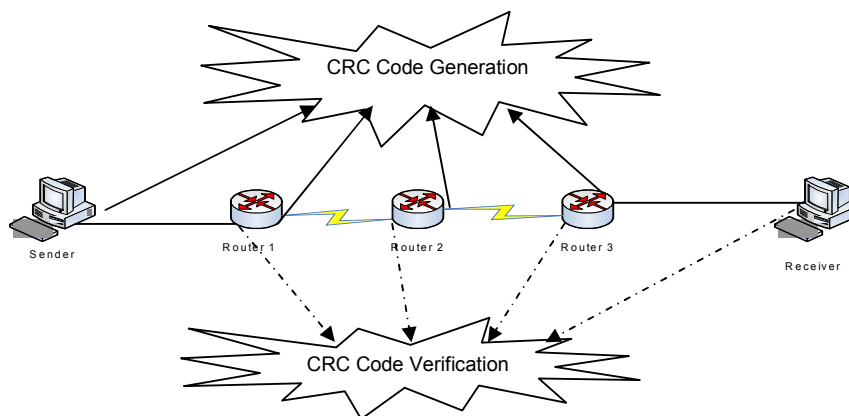 CRC Code Generation
Sender
Router 1
Router 2
Router 3
Receiver
CRC Code Verification